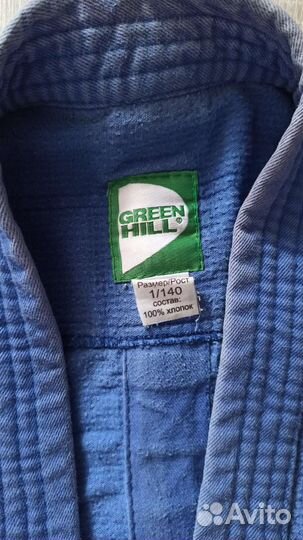 GREEN
HILL®
Размер/Рост
1/140
состав:
100% хлопок
Avito